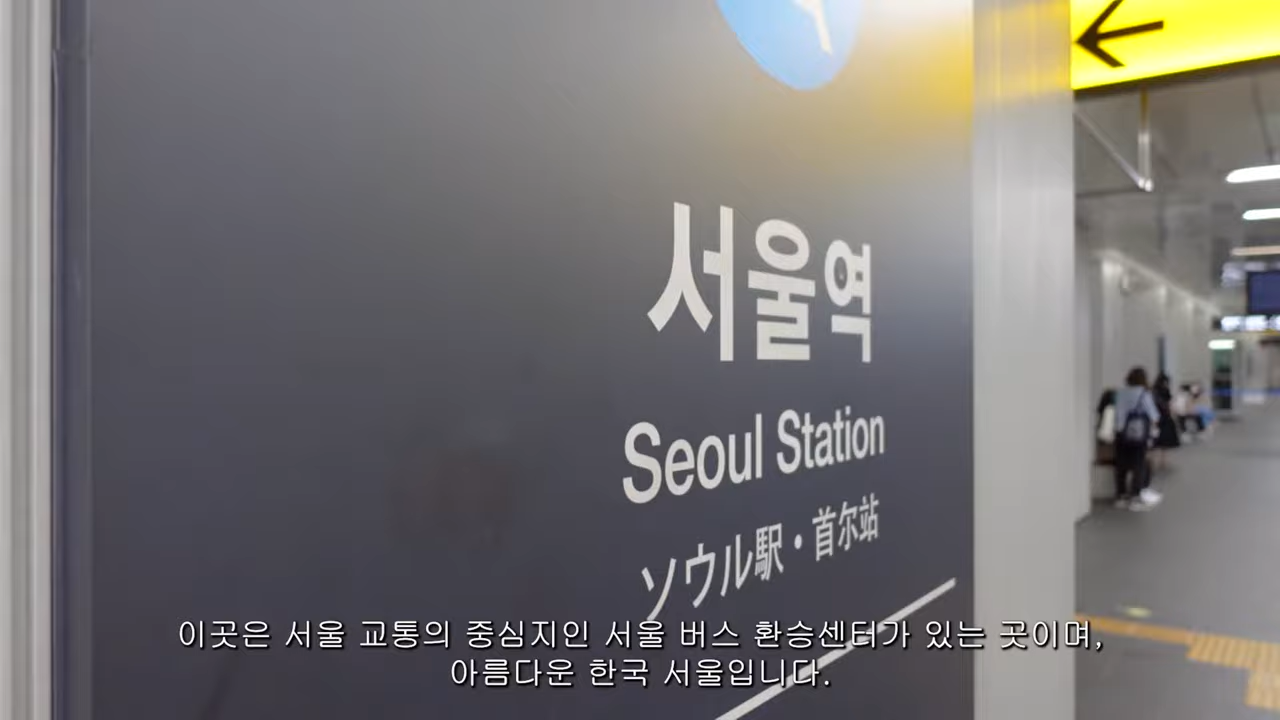 서울역
Seoul Station
ソウル駅・首尔站
이곳은 서울 교통의 중심지인 서울 버스 환승센터가 있는 곳이며,
아름다운 한국 서울입니다.